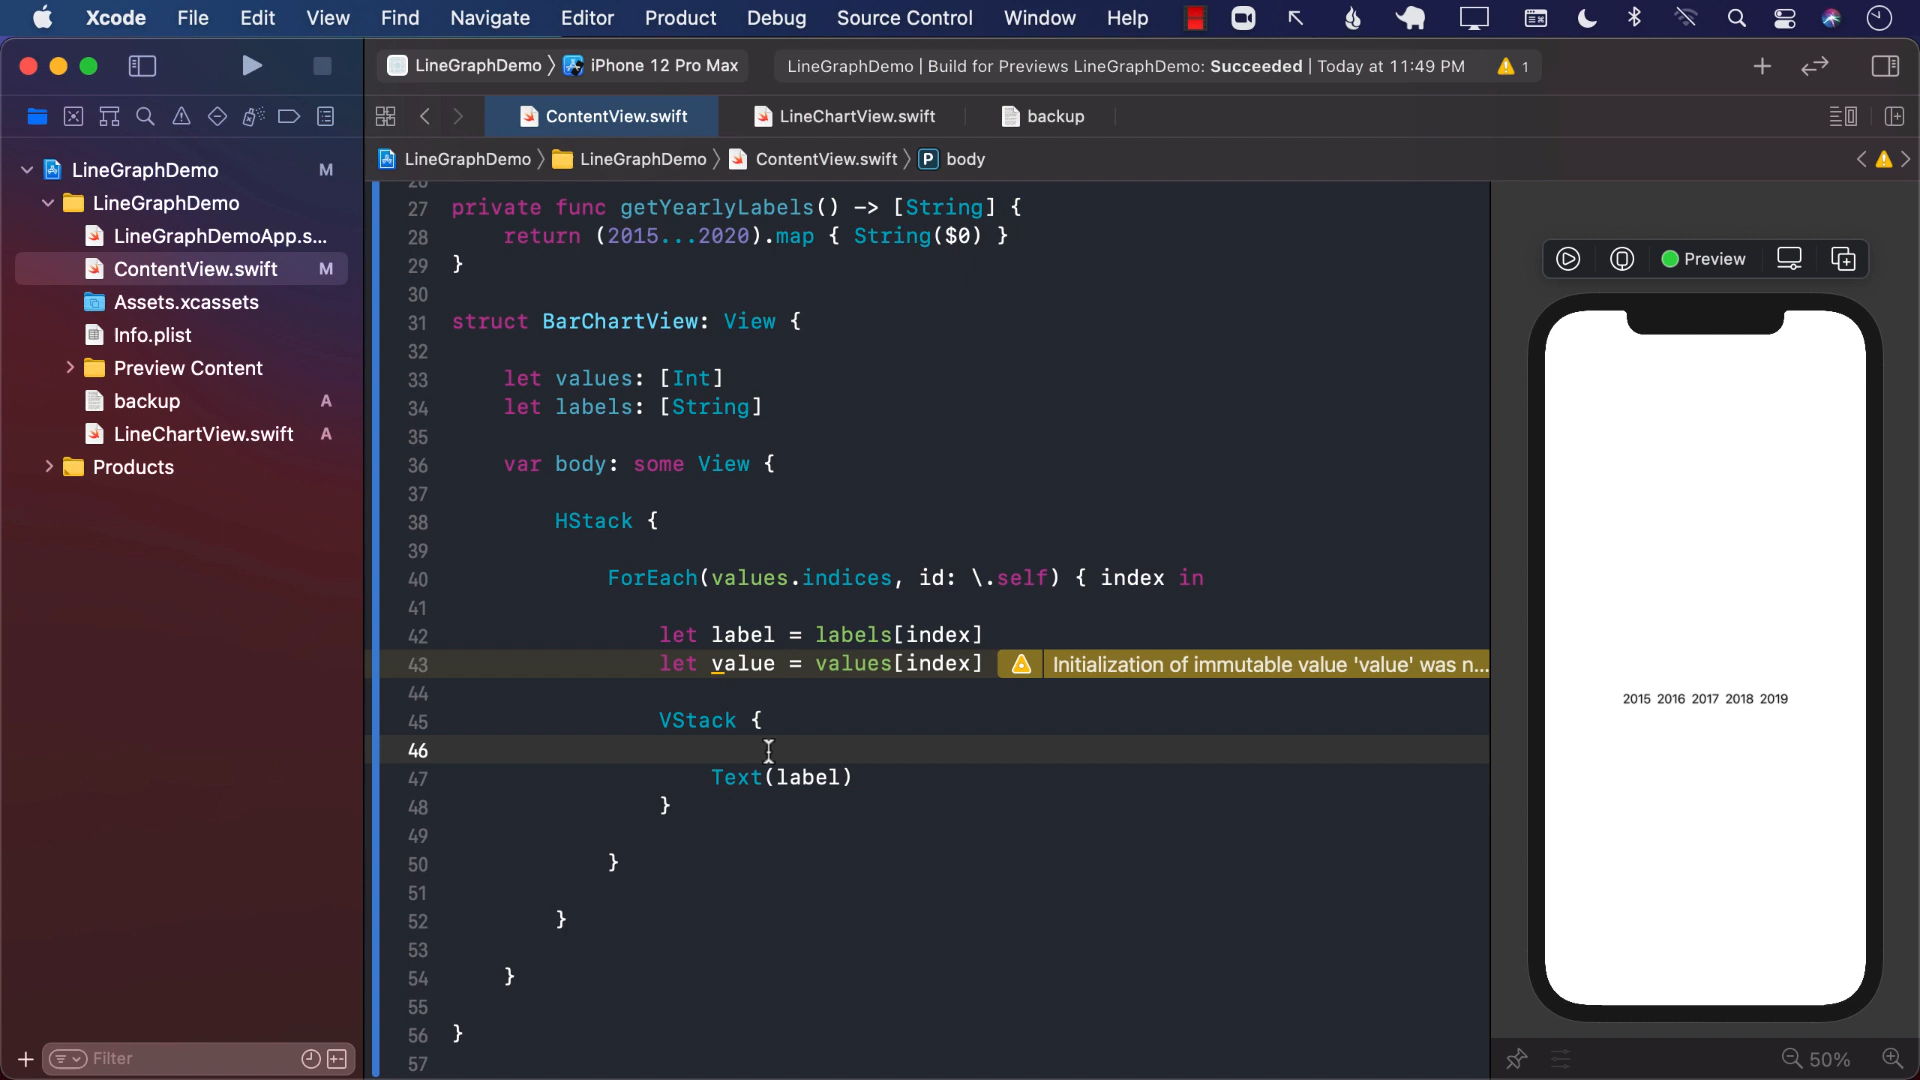 Xcode File Edit View Find Navigate Editor Product Debug Source Control Window Help
LineGraphDemo 〉 iPhone 12 Pro Max
LineGraphDemo | Build for Previews LineGraphDemo: Succeeded | Today at 11:49 PM 1
ContentView.swift LineChartView.swift backup
LineGraphDemo 〉 LineGraphDemo 〉 ContentView.swift 〉 P body
LineGraphDemo M
LineGraphDemo
LineGraphDemoApp.s...
ContentView.swift M
Assets.xcassets
Info.plist
Preview Content
backup A
LineChartView.swift A
Products
Filter
27 private func getYearlyLabels() -> [String] {
28 return (2015...2020).map { String($0) }
29 }
30
31 struct BarChartView: View {
32
33 let values: [Int]
34 let labels: [String]
35
36 var body: some View {
37
38 HStack {
39
40 ForEach(values.indices, id: \.self) { index in
41
42 let label = labels[index]
43 let value = values[index] Initialization of immutable value 'value' was n...
44
45 VStack {
46
47 Text(label)
48 }
49
50 }
51
52 }
53
54 }
55
56 }
57
Preview
2015 2016 2017 2018 2019
50%